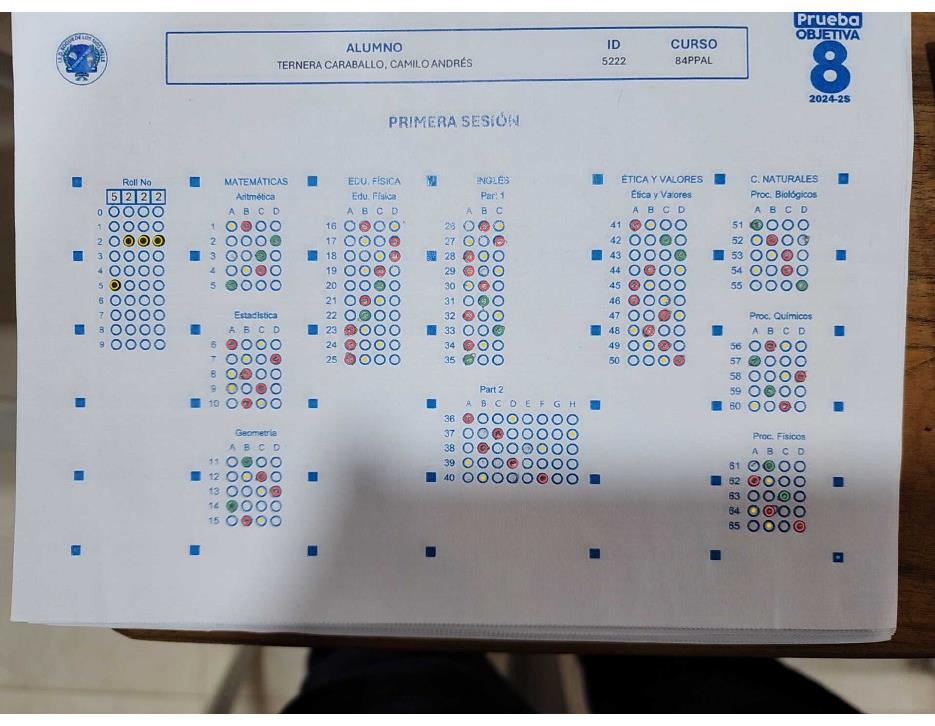 Prueba
OBJETIVA
8
2024-2S
ALUMNO ID CURSO
TERNERA CARABALLO, CAMILO ANDRÉS 5222 84PPAL
PRIMERA SESIÓN
Roll No
5 2 2 2
0
1
2
3
4
5
6
7
8
9
MATEMÁTICAS
Aritmética
A B C D
1
2
3
4
5
Estadística
A B C D
6
7
8
9
10
Geometría
A B C D
11
12
13
14
15
EDU. FÍSICA
Edu. Física
A B C D
16
17
18
19
20
21
22
23
24
25
INGLÉS
Part 1
A B C
26
27
28
29
30
31
32
33
34
35
Part 2
A B C D E F G H
36
37
38
39
40
ÉTICA Y VALORES
Ética y Valores
A B C D
41
42
43
44
45
46
47
48
49
50
C. NATURALES
Proc. Biológicos
A B C D
51
52
53
54
55
Proc. Químicos
A B C D
56
57
58
59
60
Proc. Físicos
A B C D
61
62
63
64
65